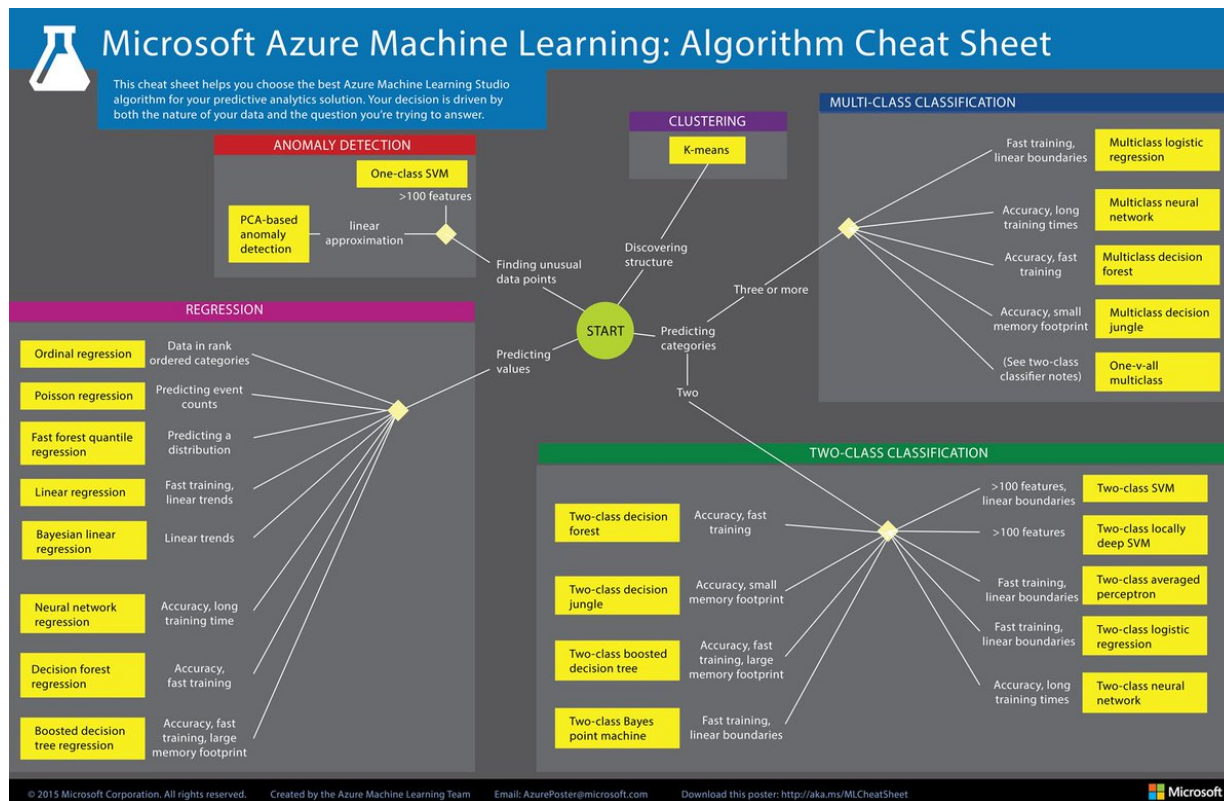 Microsoft Azure Machine Learning: Algorithm Cheat Sheet
This cheat sheet helps you choose the best Azure Machine Learning Studio
algorithm for your predictive analytics solution. Your decision is driven by
both the nature of your data and the question you're trying to answer.
ANOMALY DETECTION
One-class SVM
>100 features
PCA-based
anomaly
detection
linear
approximation
Finding unusual
data points
CLUSTERING
K-means
Discovering
structure
MULTI-CLASS CLASSIFICATION
Fast training,
linear boundaries
Multiclass logistic
regression
Accuracy, long
training times
Multiclass neural
network
Accuracy, fast
training
Multiclass decision
forest
Accuracy, small
memory footprint
Multiclass decision
jungle
(See two-class
classifier notes)
One-v-all
multiclass
Three or more
START
Predicting
categories
Two
Predicting
values
REGRESSION
Ordinal regression
Data in rank
ordered categories
Poisson regression
Predicting event
counts
Fast forest quantile
regression
Predicting a
distribution
Linear regression
Fast training,
linear trends
Bayesian linear
regression
Linear trends
Neural network
regression
Accuracy, long
training time
Decision forest
regression
Accuracy,
fast training
Boosted decision
tree regression
Accuracy, fast
training, large
memory footprint
TWO-CLASS CLASSIFICATION
Two-class decision
forest
Accuracy, fast
training
Two-class decision
jungle
Accuracy, small
memory footprint
Two-class boosted
decision tree
Accuracy, fast
training, large
memory footprint
Two-class Bayes
point machine
Fast training,
linear boundaries
>100 features,
linear boundaries
Two-class SVM
>100 features
Two-class locally
deep SVM
Fast training,
linear boundaries
Two-class averaged
perceptron
Fast training,
linear boundaries
Two-class logistic
regression
Accuracy, long
training times
Two-class neural
network
© 2015 Microsoft Corporation. All rights reserved.
Created by the Azure Machine Learning Team
Email: AzurePoster@microsoft.com
Download this poster: http://aka.ms/MLCheatSheet
Microsoft